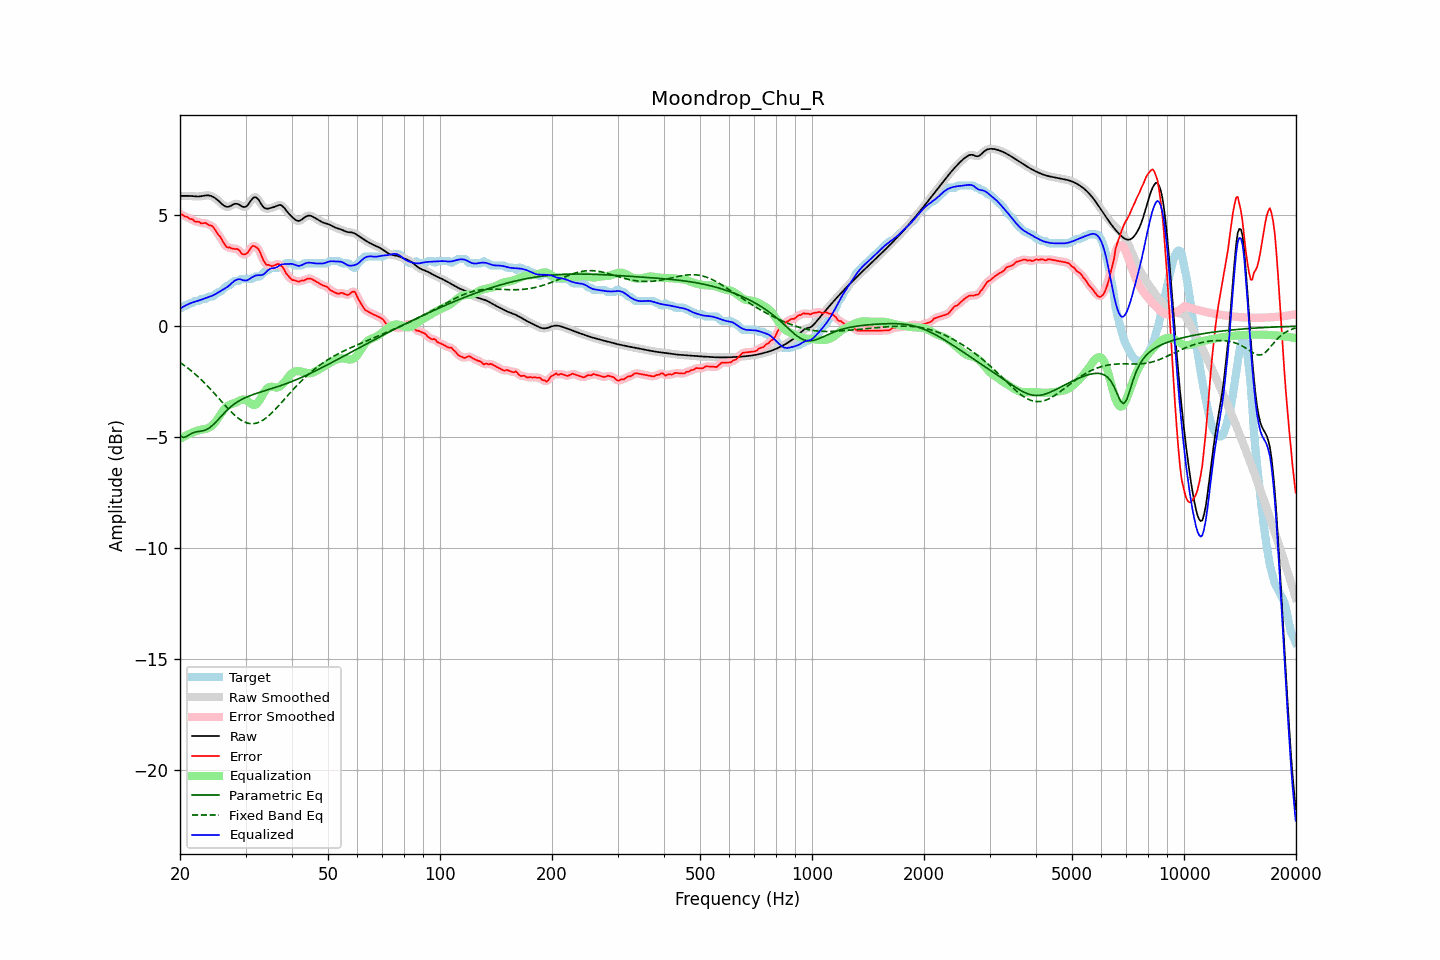 Moondrop_Chu_R
Amplitude (dBr)
5
0
−5
−10
−15
−20
Target
Raw Smoothed
Error Smoothed
Raw
Error
Equalization
Parametric Eq
Fixed Band Eq
Equalized
20 50 100 200 500 1000 2000 5000 10000 20000
Frequency (Hz)